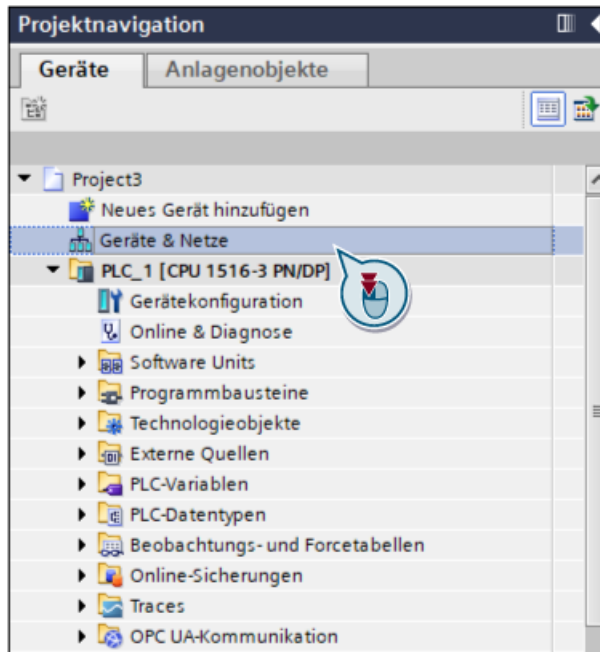 Projektnavigation
Geräte Anlagenobjekte
Project3
Neues Gerät hinzufügen
Geräte & Netze
PLC_1 [CPU 1516-3 PN/DP]
Gerätekonfiguration
Online & Diagnose
Software Units
Programmbausteine
Technologieobjekte
Externe Quellen
PLC-Variablen
PLC-Datentypen
Beobachtungs- und Forcetabellen
Online-Sicherungen
Traces
OPC UA-Kommunikation